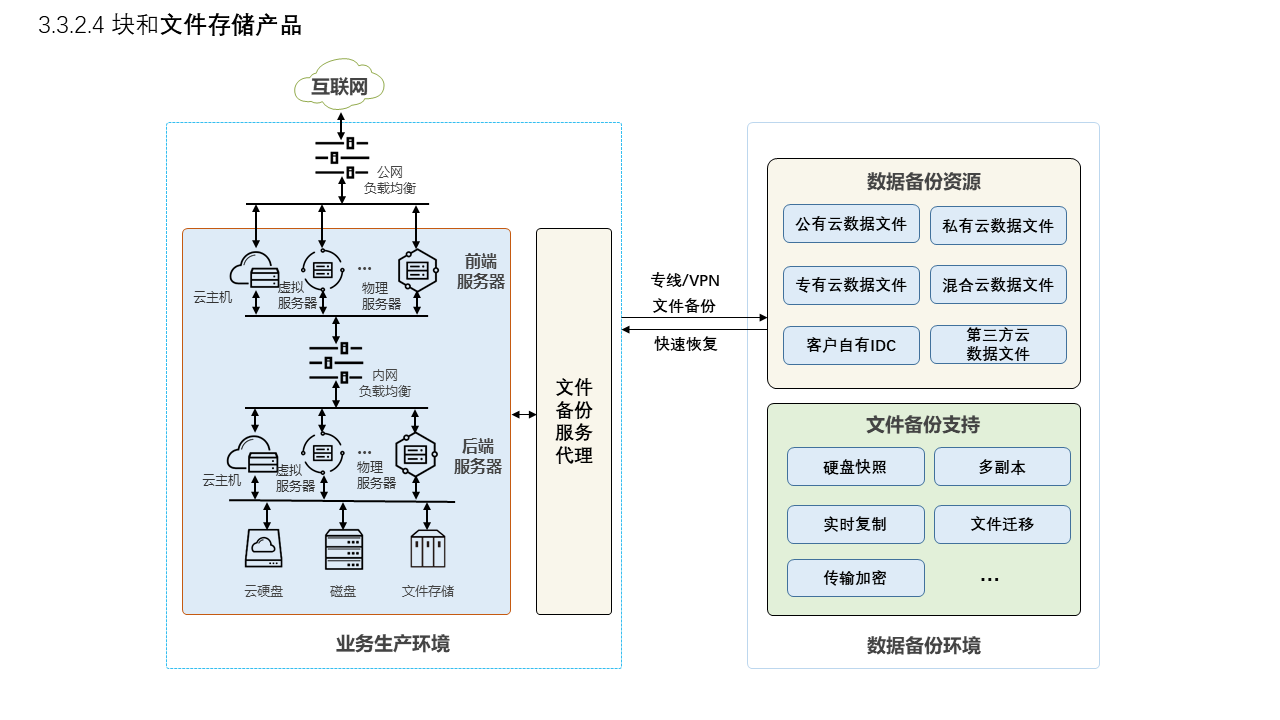 3.3.2.4 块和文件存储产品
互联网
公网
负载均衡
云主机
虚拟
服务器
...
物理
服务器
前端
服务器
内网
负载均衡
云主机
虚拟
服务器
...
物理
服务器
后端
服务器
云硬盘
磁盘
文件存储
文件
备份
服务
代理
业务生产环境
专线/VPN
文件备份
快速恢复
数据备份资源
公有云数据文件
私有云数据文件
专有云数据文件
混合云数据文件
客户自有IDC
第三方云
数据文件
文件备份支持
硬盘快照
多副本
实时复制
文件迁移
传输加密
...
数据备份环境